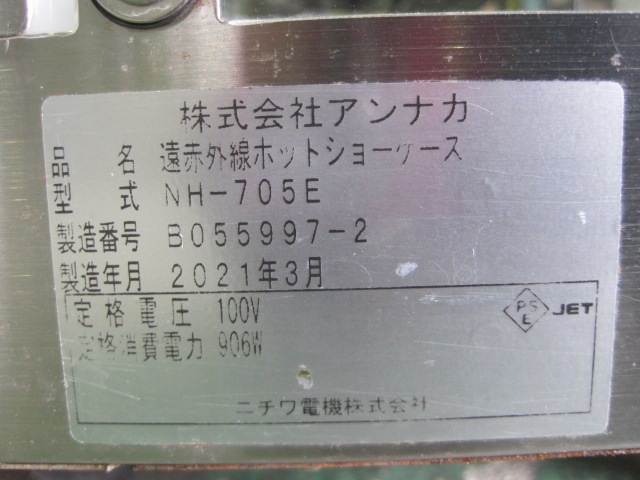 株式会社アンナカ
品名 遠赤外線ホットショーケース
型式 NH-705E
製造番号 B055997-2
製造年月 2021年3月
定格電圧 100V
定格消費電力 906W
PS
E
JET
ニチワ電機株式会社